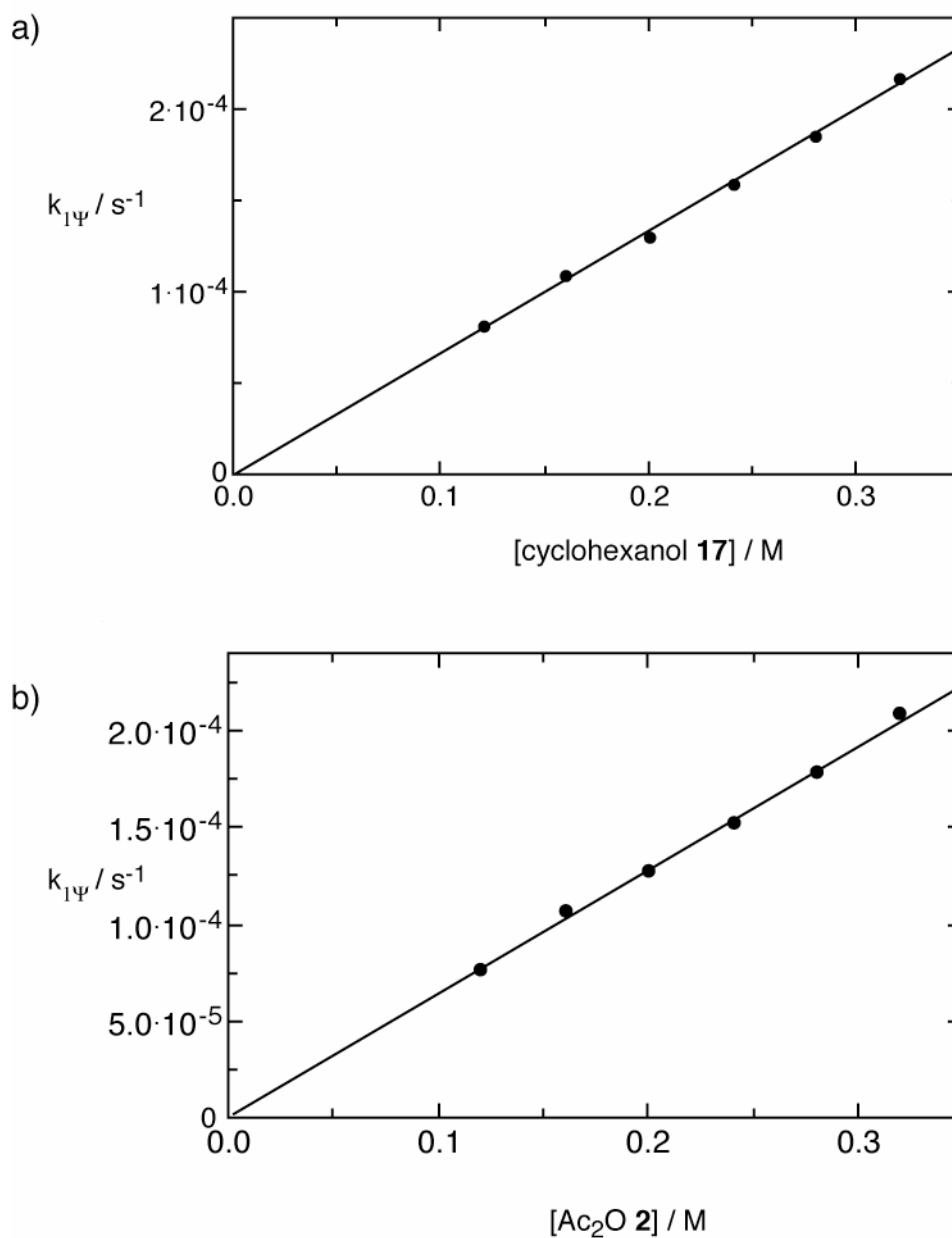 a)
2·10⁻⁴
k₁Ψ / s⁻¹
1·10⁻⁴
0
0.0 0.1 0.2 0.3
[cyclohexanol 17] / M
b)
2.0·10⁻⁴
1.5·10⁻⁴
k₁Ψ / s⁻¹
1.0·10⁻⁴
5.0·10⁻⁵
0
0.0 0.1 0.2 0.3
[Ac₂O 2] / M